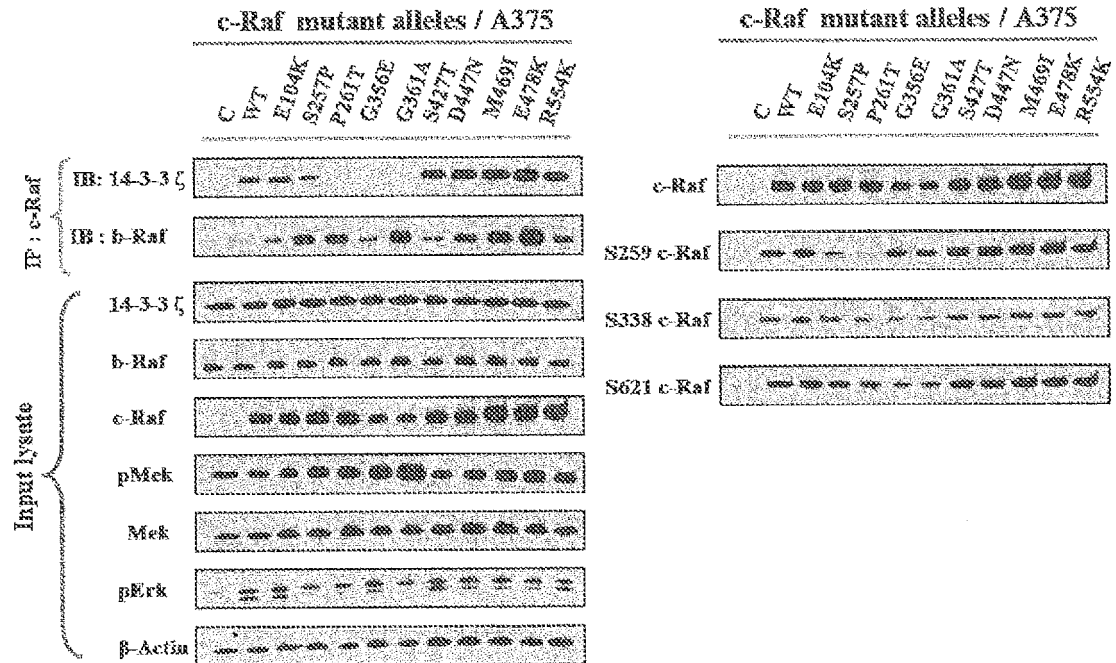 c-Raf mutant alleles / A375
C WT E104K S257P P261T G356E G361A S427T D447N M469I E478K R554K
IP : c-Raf
IB: 14-3-3 ζ
IB : b-Raf
Input lysate
14-3-3 ζ
b-Raf
c-Raf
pMek
Mek
pErk
β-Actin
c-Raf mutant alleles / A375
C WT E104K S257P P261T G356E G361A S427T D447N M469I E478K R554K
c-Raf
S259 c-Raf
S338 c-Raf
S621 c-Raf